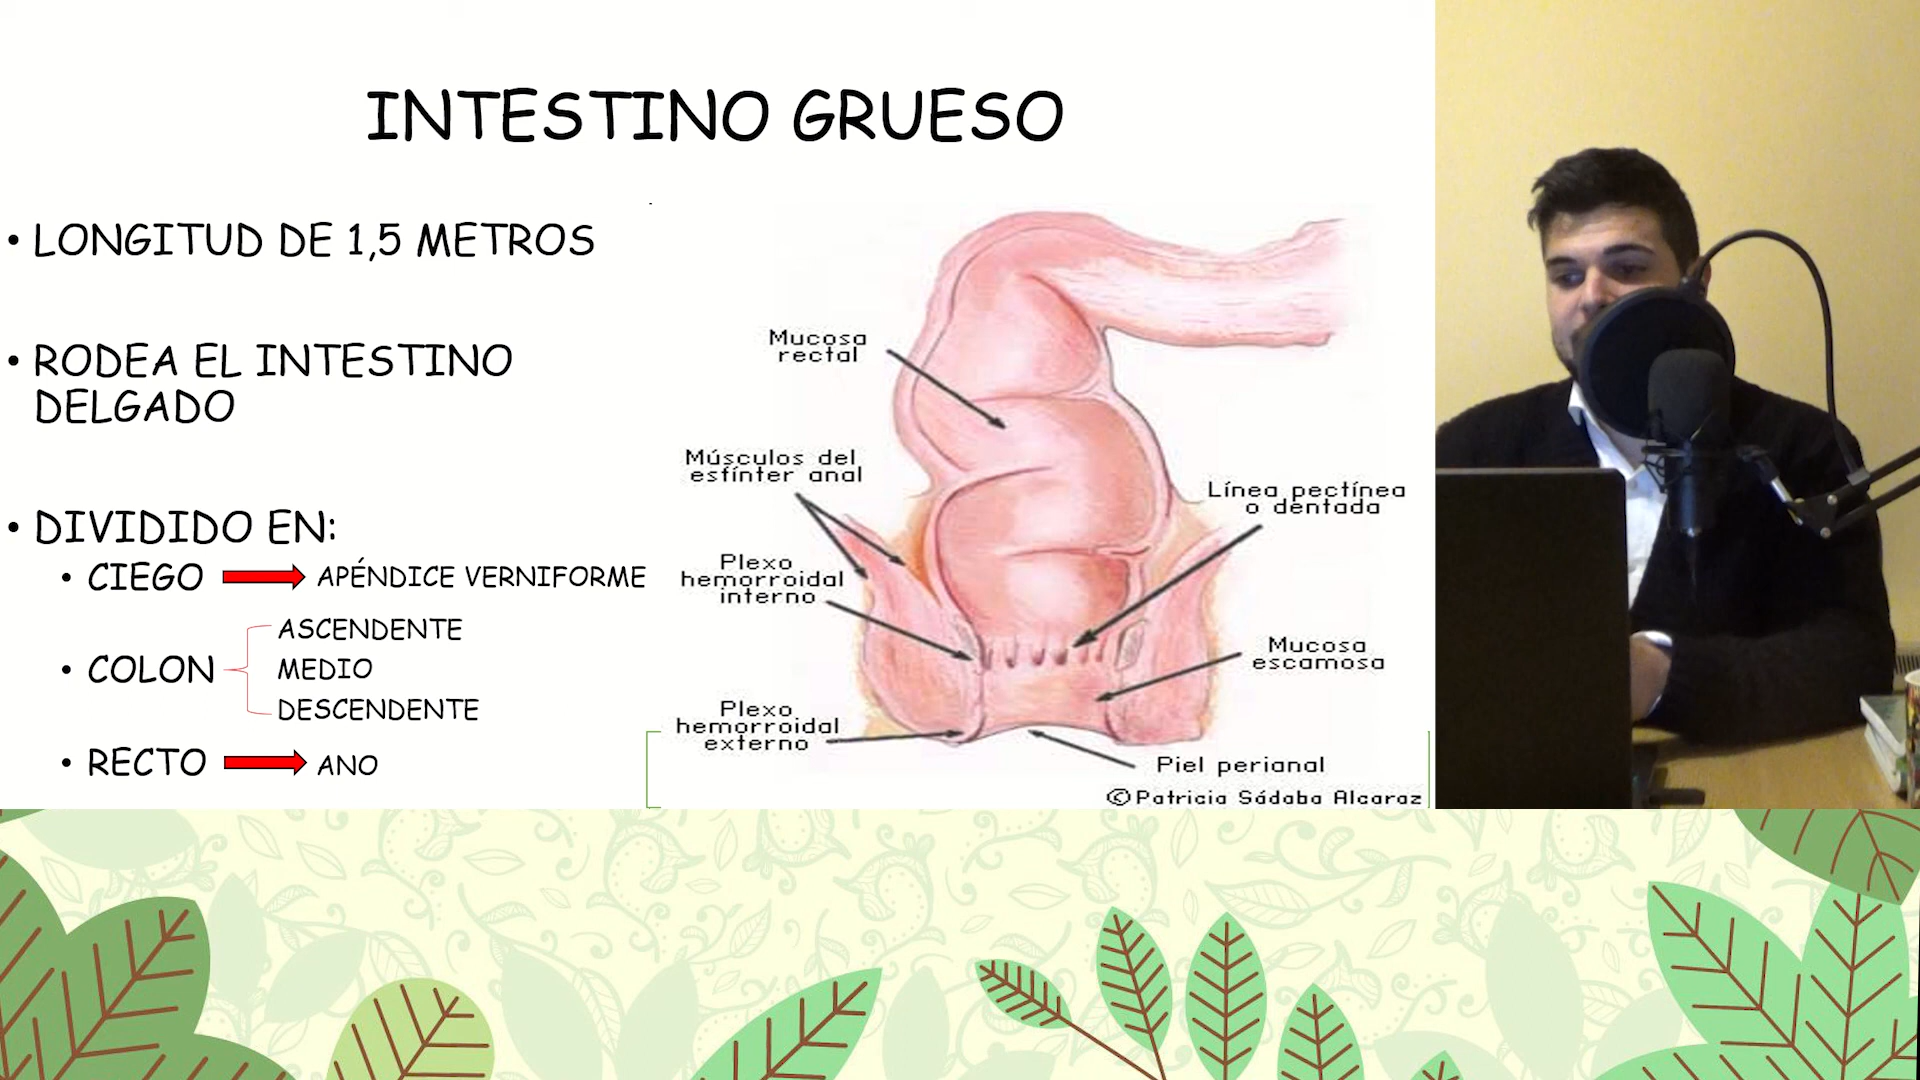 INTESTINO GRUESO
• LONGITUD DE 1,5 METROS
• RODEA EL INTESTINO
DELGADO
• DIVIDIDO EN:
• CIEGO
APÉNDICE VERNIFORME
• COLON
ASCENDENTE
MEDIO
DESCENDENTE
• RECTO
ANO
Mucosa
rectal
Músculos del
esfínter anal
Plexo
hemorroidal
interno
Plexo
hemorroidal
externo
Línea pectínea
o dentada
Mucosa
escamosa
Piel perianal
©Patricia Sádaba Alcaraz